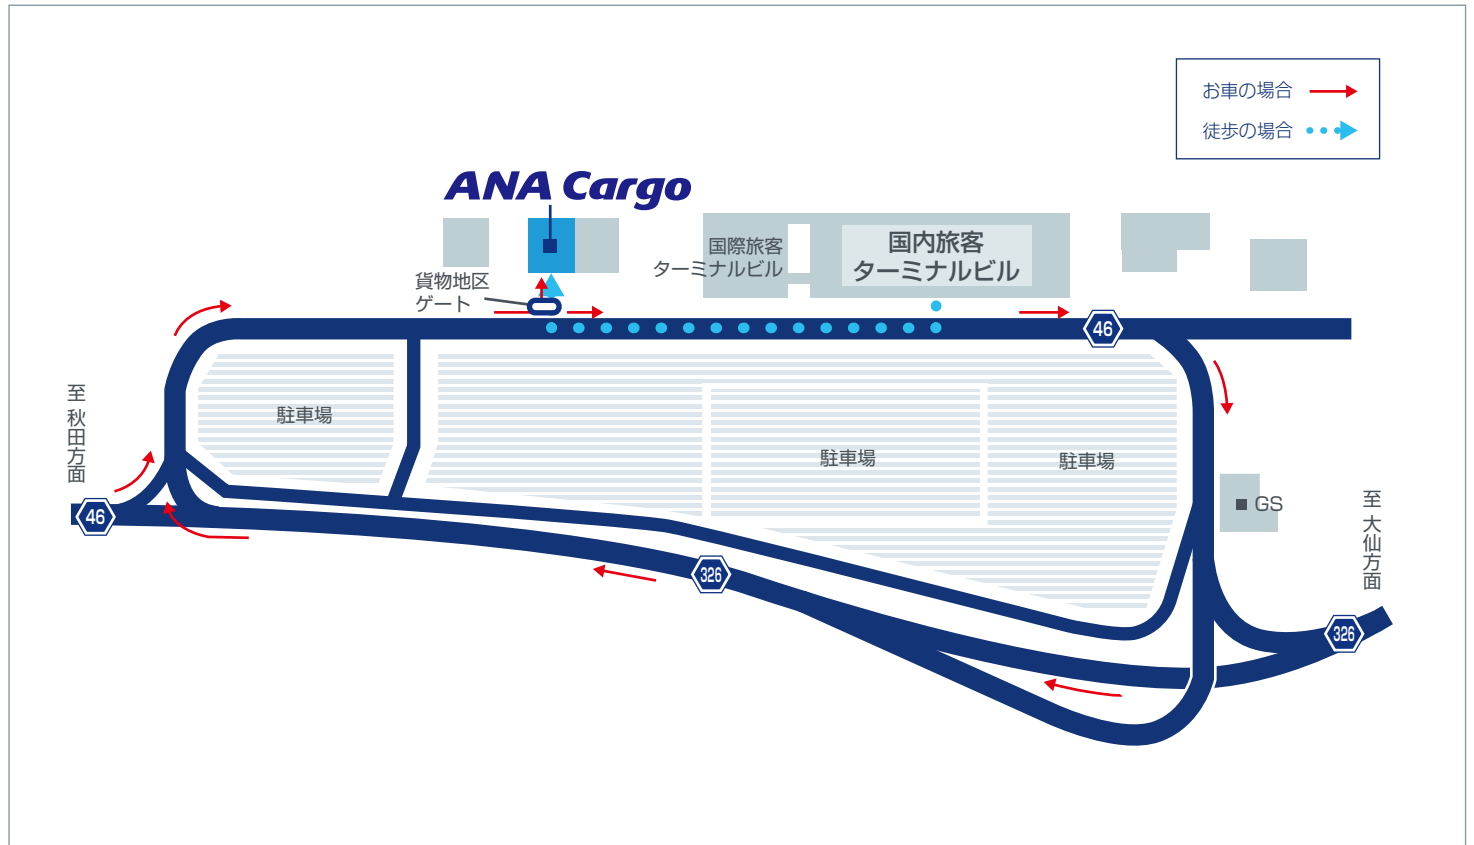 お車の場合
徒歩の場合
ANA Cargo
国際旅客
ターミナルビル
国内旅客
ターミナルビル
貨物地区
ゲート
46
至 秋田方面
駐車場
駐車場
駐車場
GS
至 大仙方面
46
326
326